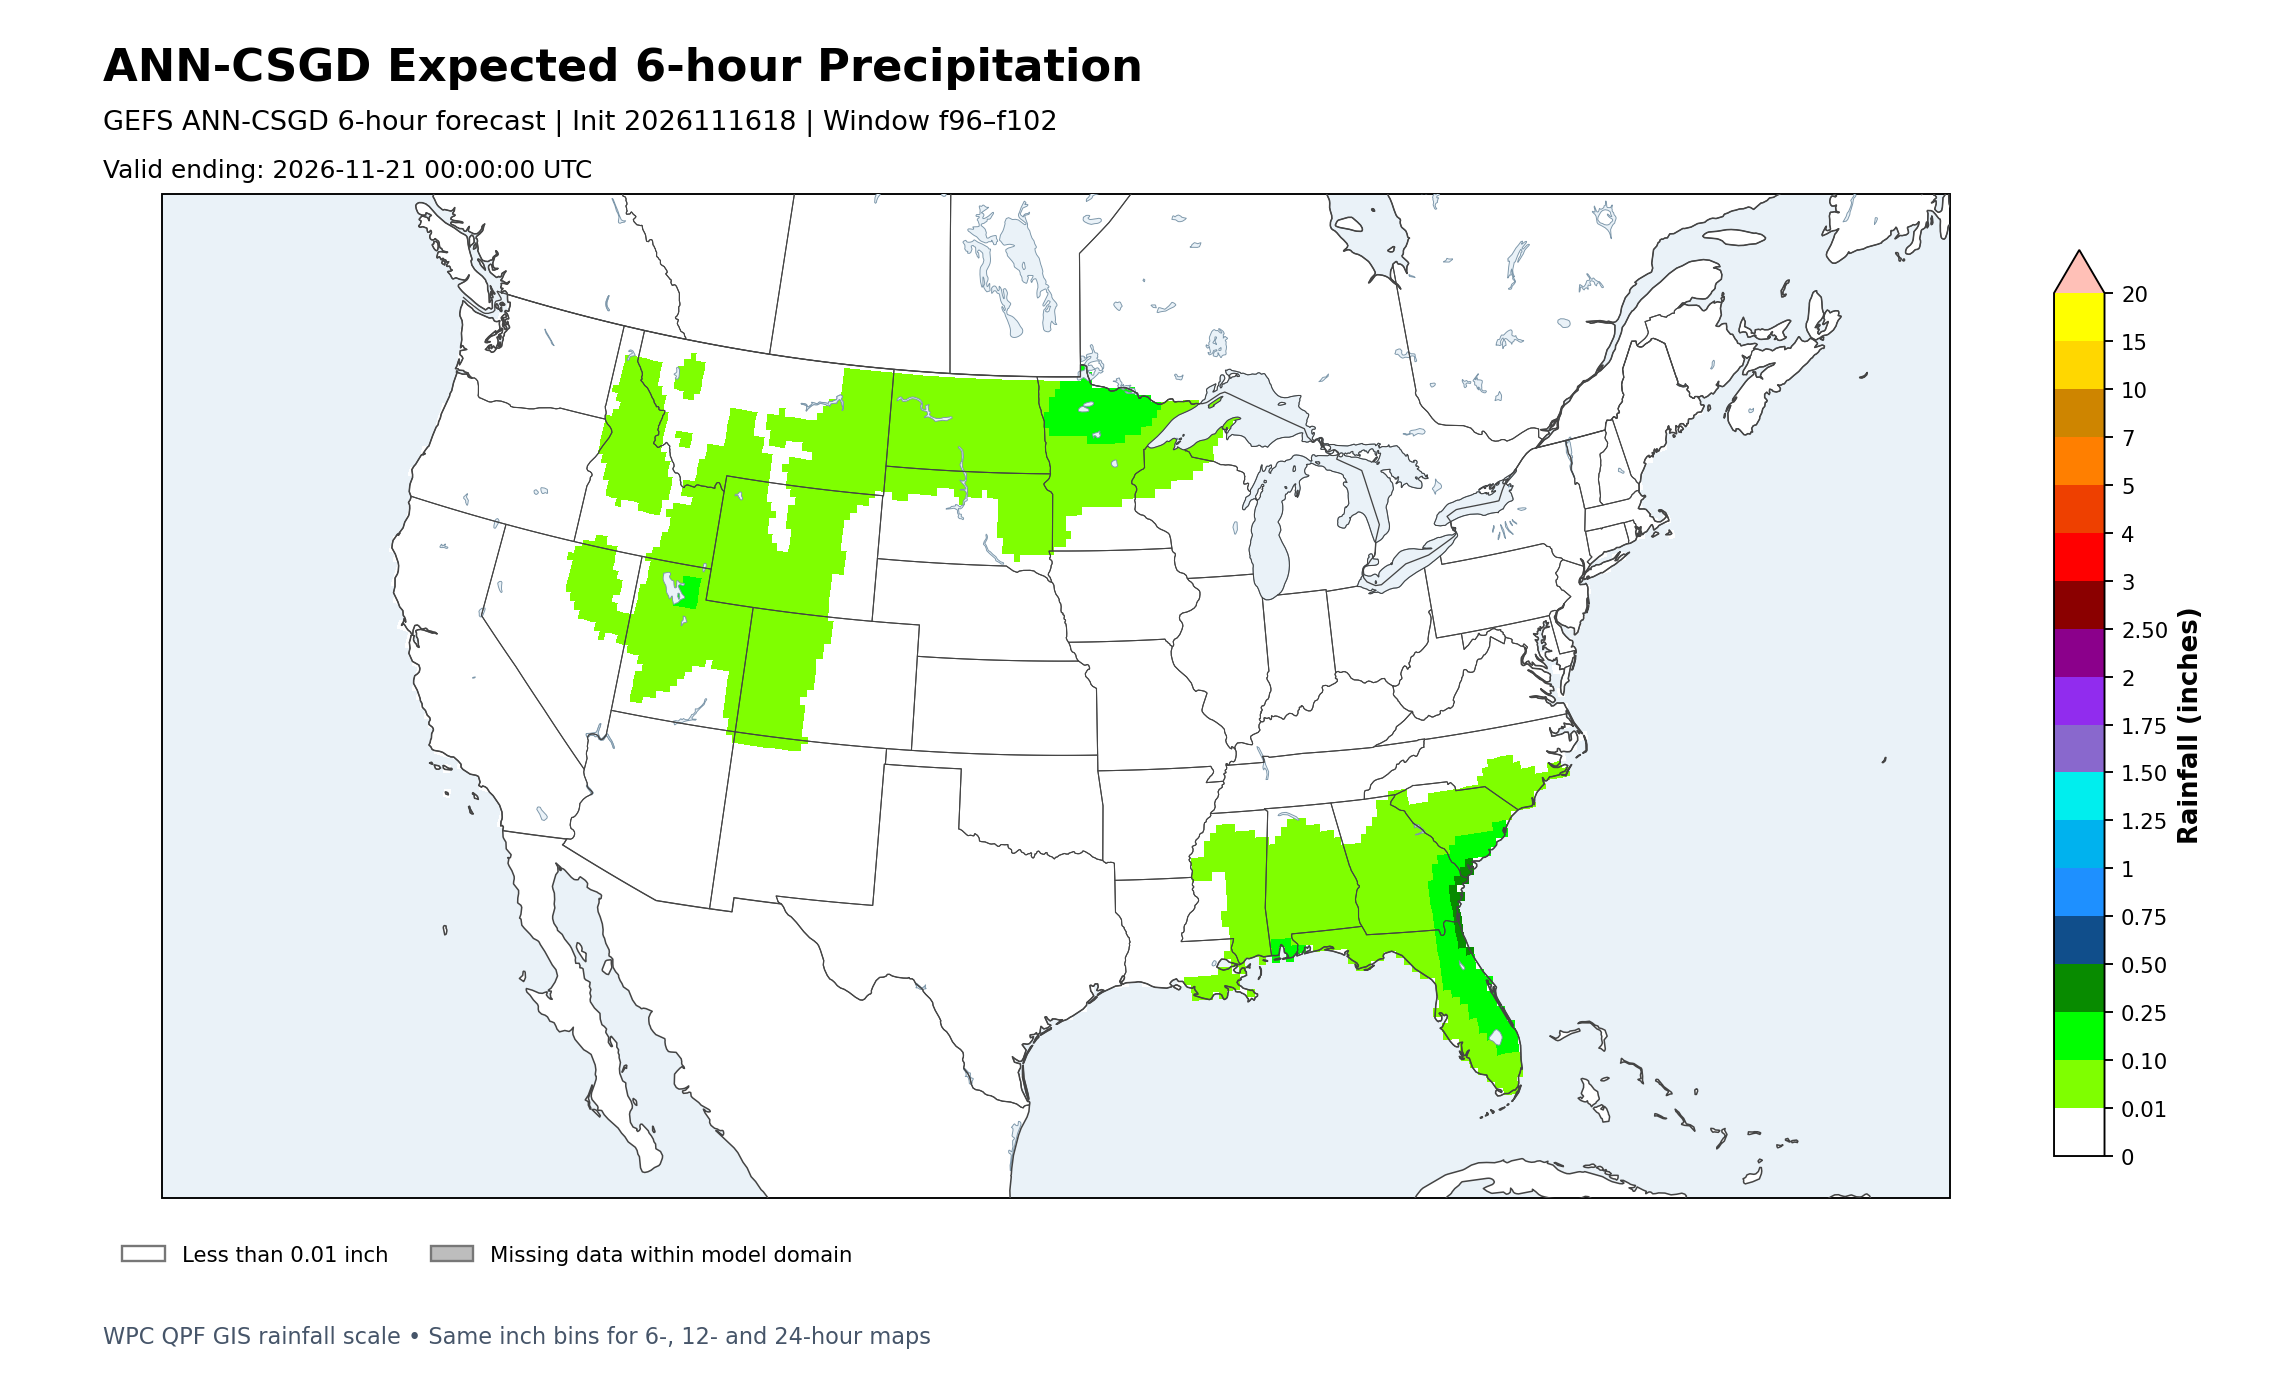 ANN-CSGD Expected 6-hour Precipitation
GEFS ANN-CSGD 6-hour forecast | Init 2026111618 | Window f96–f102
Valid ending: 2026-11-21 00:00:00 UTC
20
15
10
7
5
4
3
2.50
2
1.75
1.50
1.25
1
0.75
0.50
0.25
0.10
0.01
0
Rainfall (inches)
Less than 0.01 inch
Missing data within model domain
WPC QPF GIS rainfall scale • Same inch bins for 6-, 12- and 24-hour maps